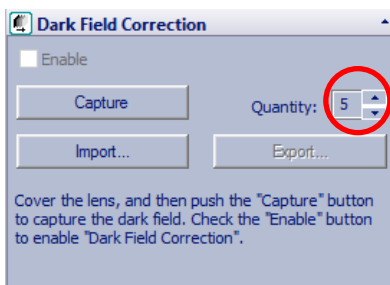 Dark Field Correction
Enable
Capture
Quantity: 5
Import...
Export...
Cover the lens, and then push the "Capture" button
to capture the dark field. Check the "Enable" button
to enable "Dark Field Correction".